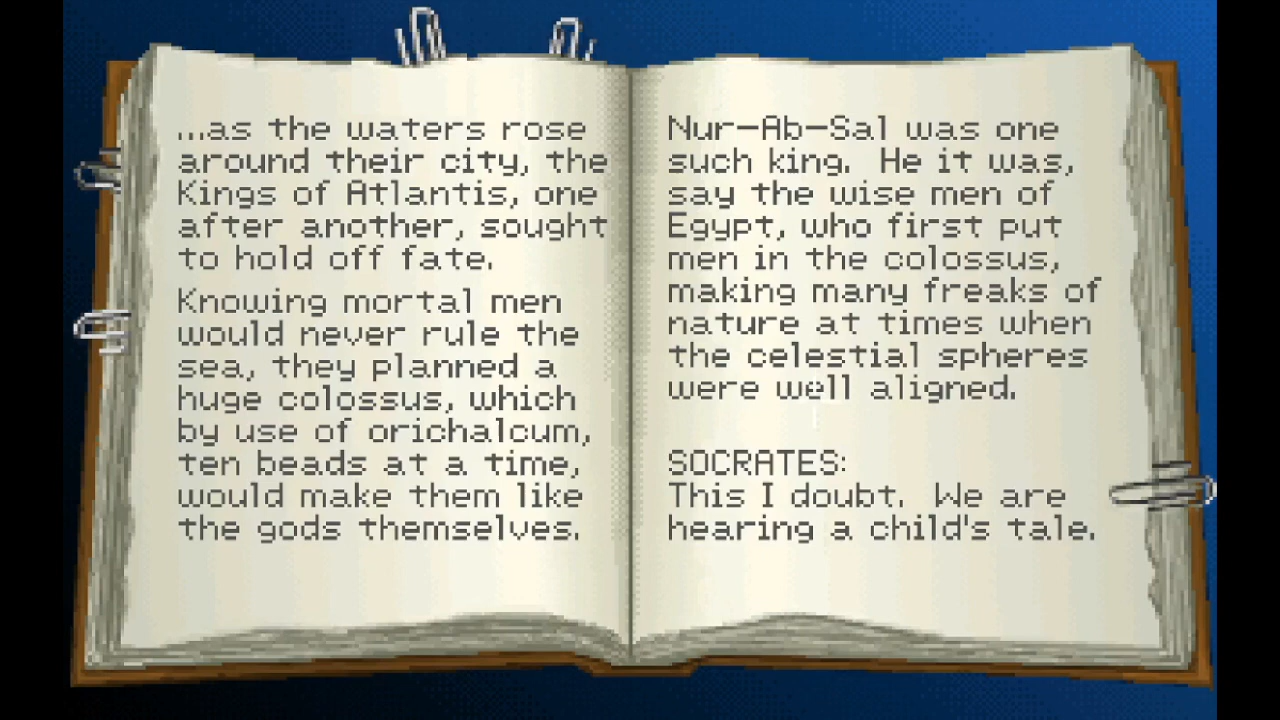 ...as the waters rose
around their city, the
Kings of Atlantis, one
after another, sought
to hold off fate.
Knowing mortal men
would never rule the
sea, they planned a
huge colossus, which
by use of orichalcum,
ten beads at a time,
would make them like
the gods themselves.
Nur-Ab-Sal was one
such king.  He it was,
say the wise men of
Egypt, who first put
men in the colossus,
making many freaks of
nature at times when
the celestial spheres
were well aligned.
SOCRATES:
This I doubt.  We are
hearing a child's tale.